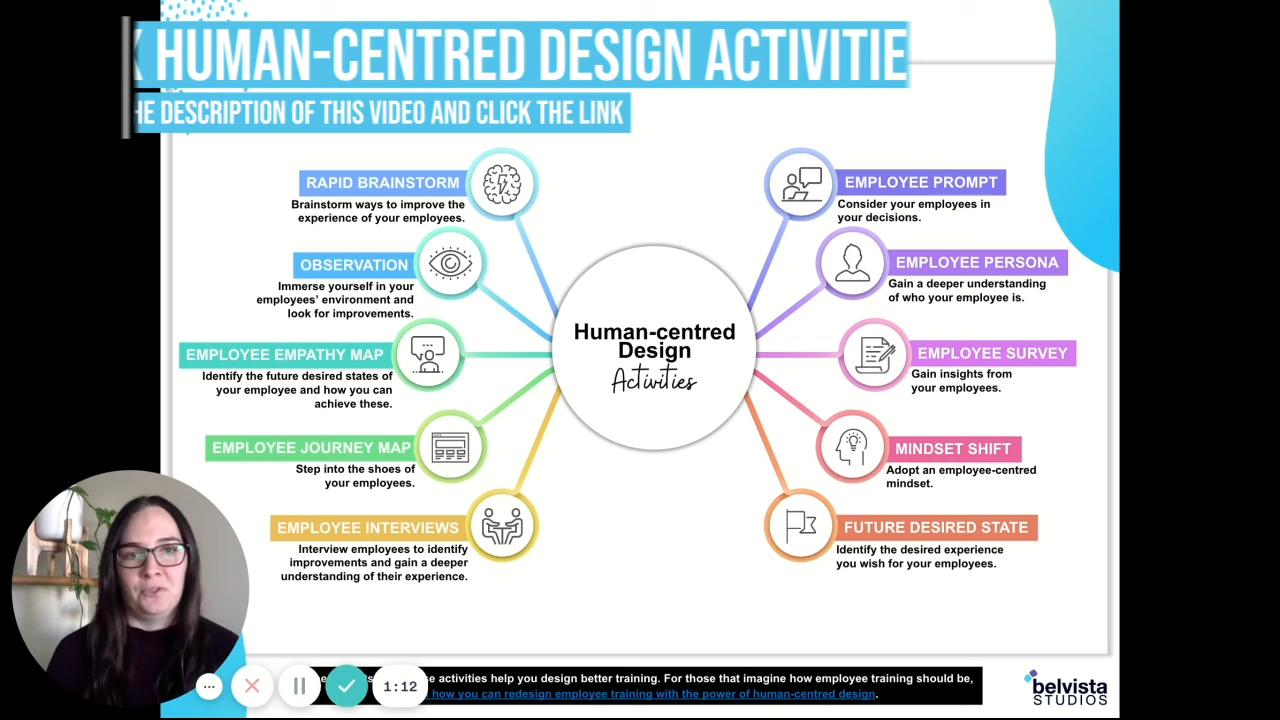 HUMAN-CENTRED DESIGN ACTIVITIE
DESCRIPTION OF THIS VIDEO AND CLICK THE LINK
RAPID BRAINSTORM
Brainstorm ways to improve the
experience of your employees.
OBSERVATION
Immerse yourself in your
employees' environment and
look for improvements.
EMPLOYEE EMPATHY MAP
Identify the future desired states of
your employee and how you can
achieve these.
EMPLOYEE JOURNEY MAP
Step into the shoes of
your employees.
EMPLOYEE INTERVIEWS
Interview employees to identify
improvements and gain a deeper
understanding of their experience.
Human-centred
Design
Activities
EMPLOYEE PROMPT
Consider your employees in
your decisions.
EMPLOYEE PERSONA
Gain a deeper understanding
of who your employee is.
EMPLOYEE SURVEY
Gain insights from
your employees.
MINDSET SHIFT
Adopt an employee-centred
mindset.
FUTURE DESIRED STATE
Identify the desired experience
you wish for your employees.
1:12
activities help you design better training. For those that imagine how employee training should be,
how you can redesign employee training with the power of human-centred design.
belvista
STUDIOS